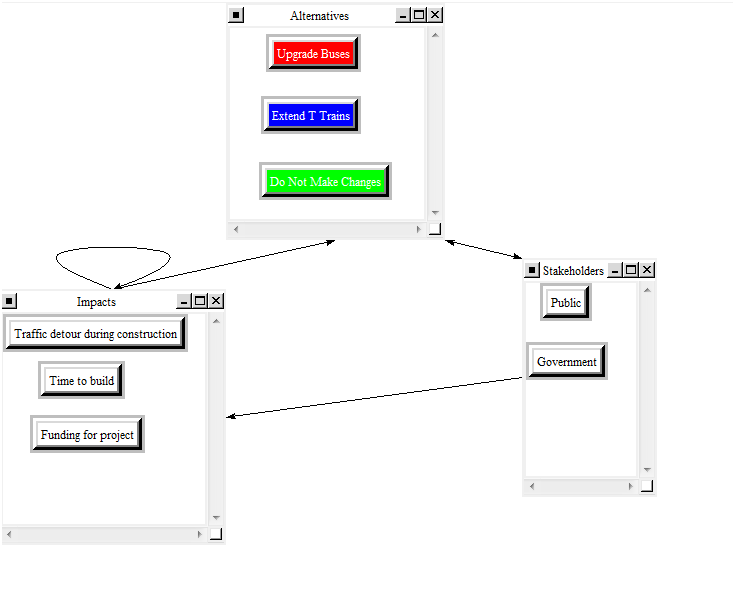 Alternatives
Upgrade Buses
Extend T Trains
Do Not Make Changes
Stakeholders
Public
Government
Impacts
Traffic detour during construction
Time to build
Funding for project